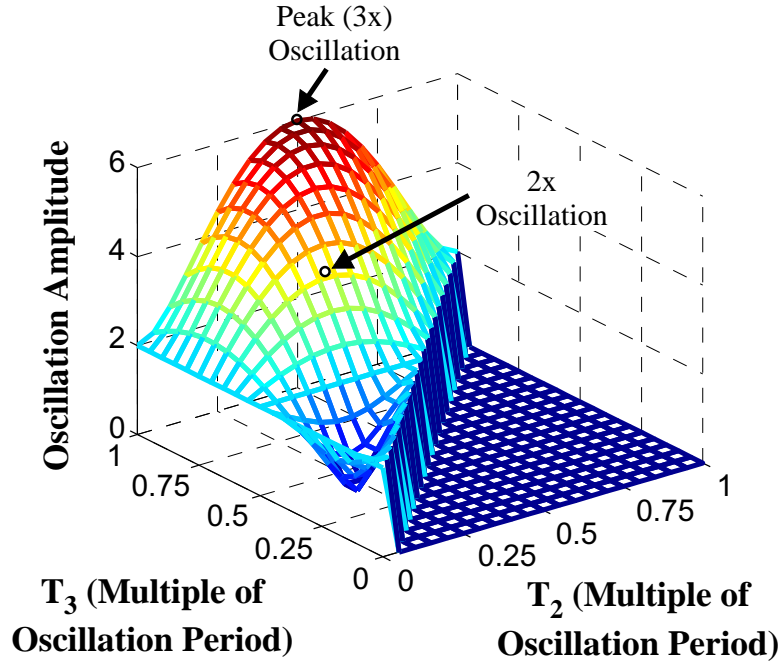 Peak (3x)
Oscillation
2x
Oscillation
Oscillation Amplitude
6
4
2
0
1
0.75
0.5
0.25
0
0
0.25
0.5
0.75
1
T3 (Multiple of
Oscillation Period)
T2 (Multiple of
Oscillation Period)